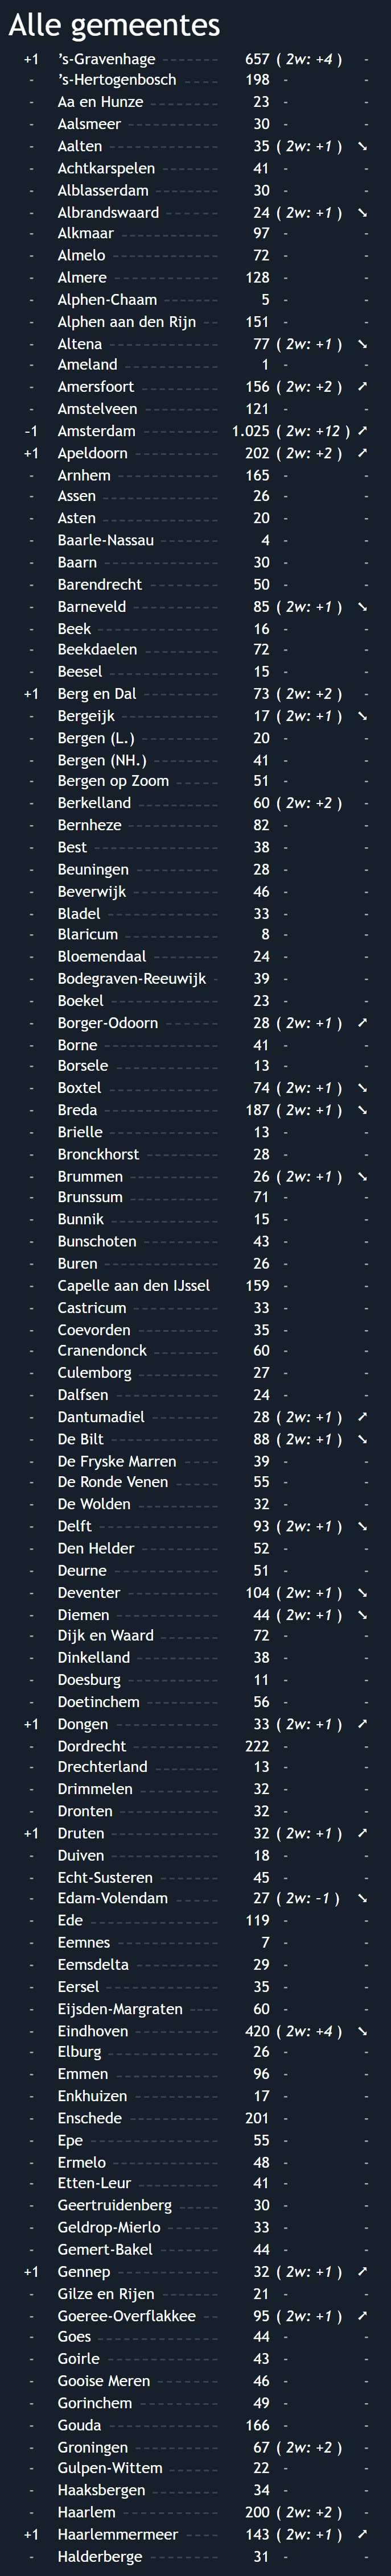 Alle gemeentes
+1 's-Gravenhage 657 ( 2w: +4 ) -
- 's-Hertogenbosch 198 - -
- Aa en Hunze 23 - -
- Aalsmeer 30 - -
- Aalten 35 ( 2w: +1 ) ➘
- Achtkarspelen 41 - -
- Alblasserdam 30 - -
- Albrandswaard 24 ( 2w: +1 ) ➘
- Alkmaar 97 - -
- Almelo 72 - -
- Almere 128 - -
- Alphen-Chaam 5 - -
- Alphen aan den Rijn 151 - -
- Altena 77 ( 2w: +1 ) ➘
- Ameland 1 - -
- Amersfoort 156 ( 2w: +2 ) ➚
- Amstelveen 121 - -
-1 Amsterdam 1.025 ( 2w: +12 ) ➚
+1 Apeldoorn 202 ( 2w: +2 ) ➚
- Arnhem 165 - -
- Assen 26 - -
- Asten 20 - -
- Baarle-Nassau 4 - -
- Baarn 30 - -
- Barendrecht 50 - -
- Barneveld 85 ( 2w: +1 ) ➘
- Beek 16 - -
- Beekdaelen 72 - -
- Beesel 15 - -
+1 Berg en Dal 73 ( 2w: +2 ) -
- Bergeijk 17 ( 2w: +1 ) ➘
- Bergen (L.) 20 - -
- Bergen (NH.) 41 - -
- Bergen op Zoom 51 - -
- Berkelland 60 ( 2w: +2 ) -
- Bernheze 82 - -
- Best 38 - -
- Beuningen 28 - -
- Beverwijk 46 - -
- Bladel 33 - -
- Blaricum 8 - -
- Bloemendaal 24 - -
- Bodegraven-Reeuwijk 39 - -
- Boekel 23 - -
- Borger-Odoorn 28 ( 2w: +1 ) ➚
- Borne 41 - -
- Borsele 13 - -
- Boxtel 74 ( 2w: +1 ) ➘
- Breda 187 ( 2w: +1 ) ➘
- Brielle 13 - -
- Bronckhorst 28 - -
- Brummen 26 ( 2w: +1 ) ➘
- Brunssum 71 - -
- Bunnik 15 - -
- Bunschoten 43 - -
- Buren 26 - -
- Capelle aan den IJssel 159 - -
- Castricum 33 - -
- Coevorden 35 - -
- Cranendonck 60 - -
- Culemborg 27 - -
- Dalfsen 24 - -
- Dantumadiel 28 ( 2w: +1 ) ➚
- De Bilt 88 ( 2w: +1 ) ➘
- De Fryske Marren 39 - -
- De Ronde Venen 55 - -
- De Wolden 32 - -
- Delft 93 ( 2w: +1 ) ➘
- Den Helder 52 - -
- Deurne 51 - -
- Deventer 104 ( 2w: +1 ) ➘
- Diemen 44 ( 2w: +1 ) ➘
- Dijk en Waard 72 - -
- Dinkelland 38 - -
- Doesburg 11 - -
- Doetinchem 56 - -
+1 Dongen 33 ( 2w: +1 ) ➚
- Dordrecht 222 - -
- Drechterland 13 - -
- Drimmelen 32 - -
- Dronten 32 - -
+1 Druten 32 ( 2w: +1 ) ➚
- Duiven 18 - -
- Echt-Susteren 45 - -
- Edam-Volendam 27 ( 2w: -1 ) ➘
- Ede 119 - -
- Eemnes 7 - -
- Eemsdelta 29 - -
- Eersel 35 - -
- Eijsden-Margraten 60 - -
- Eindhoven 420 ( 2w: +4 ) ➘
- Elburg 26 - -
- Emmen 96 - -
- Enkhuizen 17 - -
- Enschede 201 - -
- Epe 55 - -
- Ermelo 48 - -
- Etten-Leur 41 - -
- Geertruidenberg 30 - -
- Geldrop-Mierlo 33 - -
- Gemert-Bakel 44 - -
+1 Gennep 32 ( 2w: +1 ) ➚
- Gilze en Rijen 21 - -
- Goeree-Overflakkee 95 ( 2w: +1 ) ➚
- Goes 44 - -
- Goirle 43 - -
- Gooise Meren 46 - -
- Gorinchem 49 - -
- Gouda 166 - -
- Groningen 67 ( 2w: +2 ) -
- Gulpen-Wittem 22 - -
- Haaksbergen 34 - -
- Haarlem 200 ( 2w: +2 ) -
+1 Haarlemmermeer 143 ( 2w: +1 ) ➚
- Halderberge 31 - -